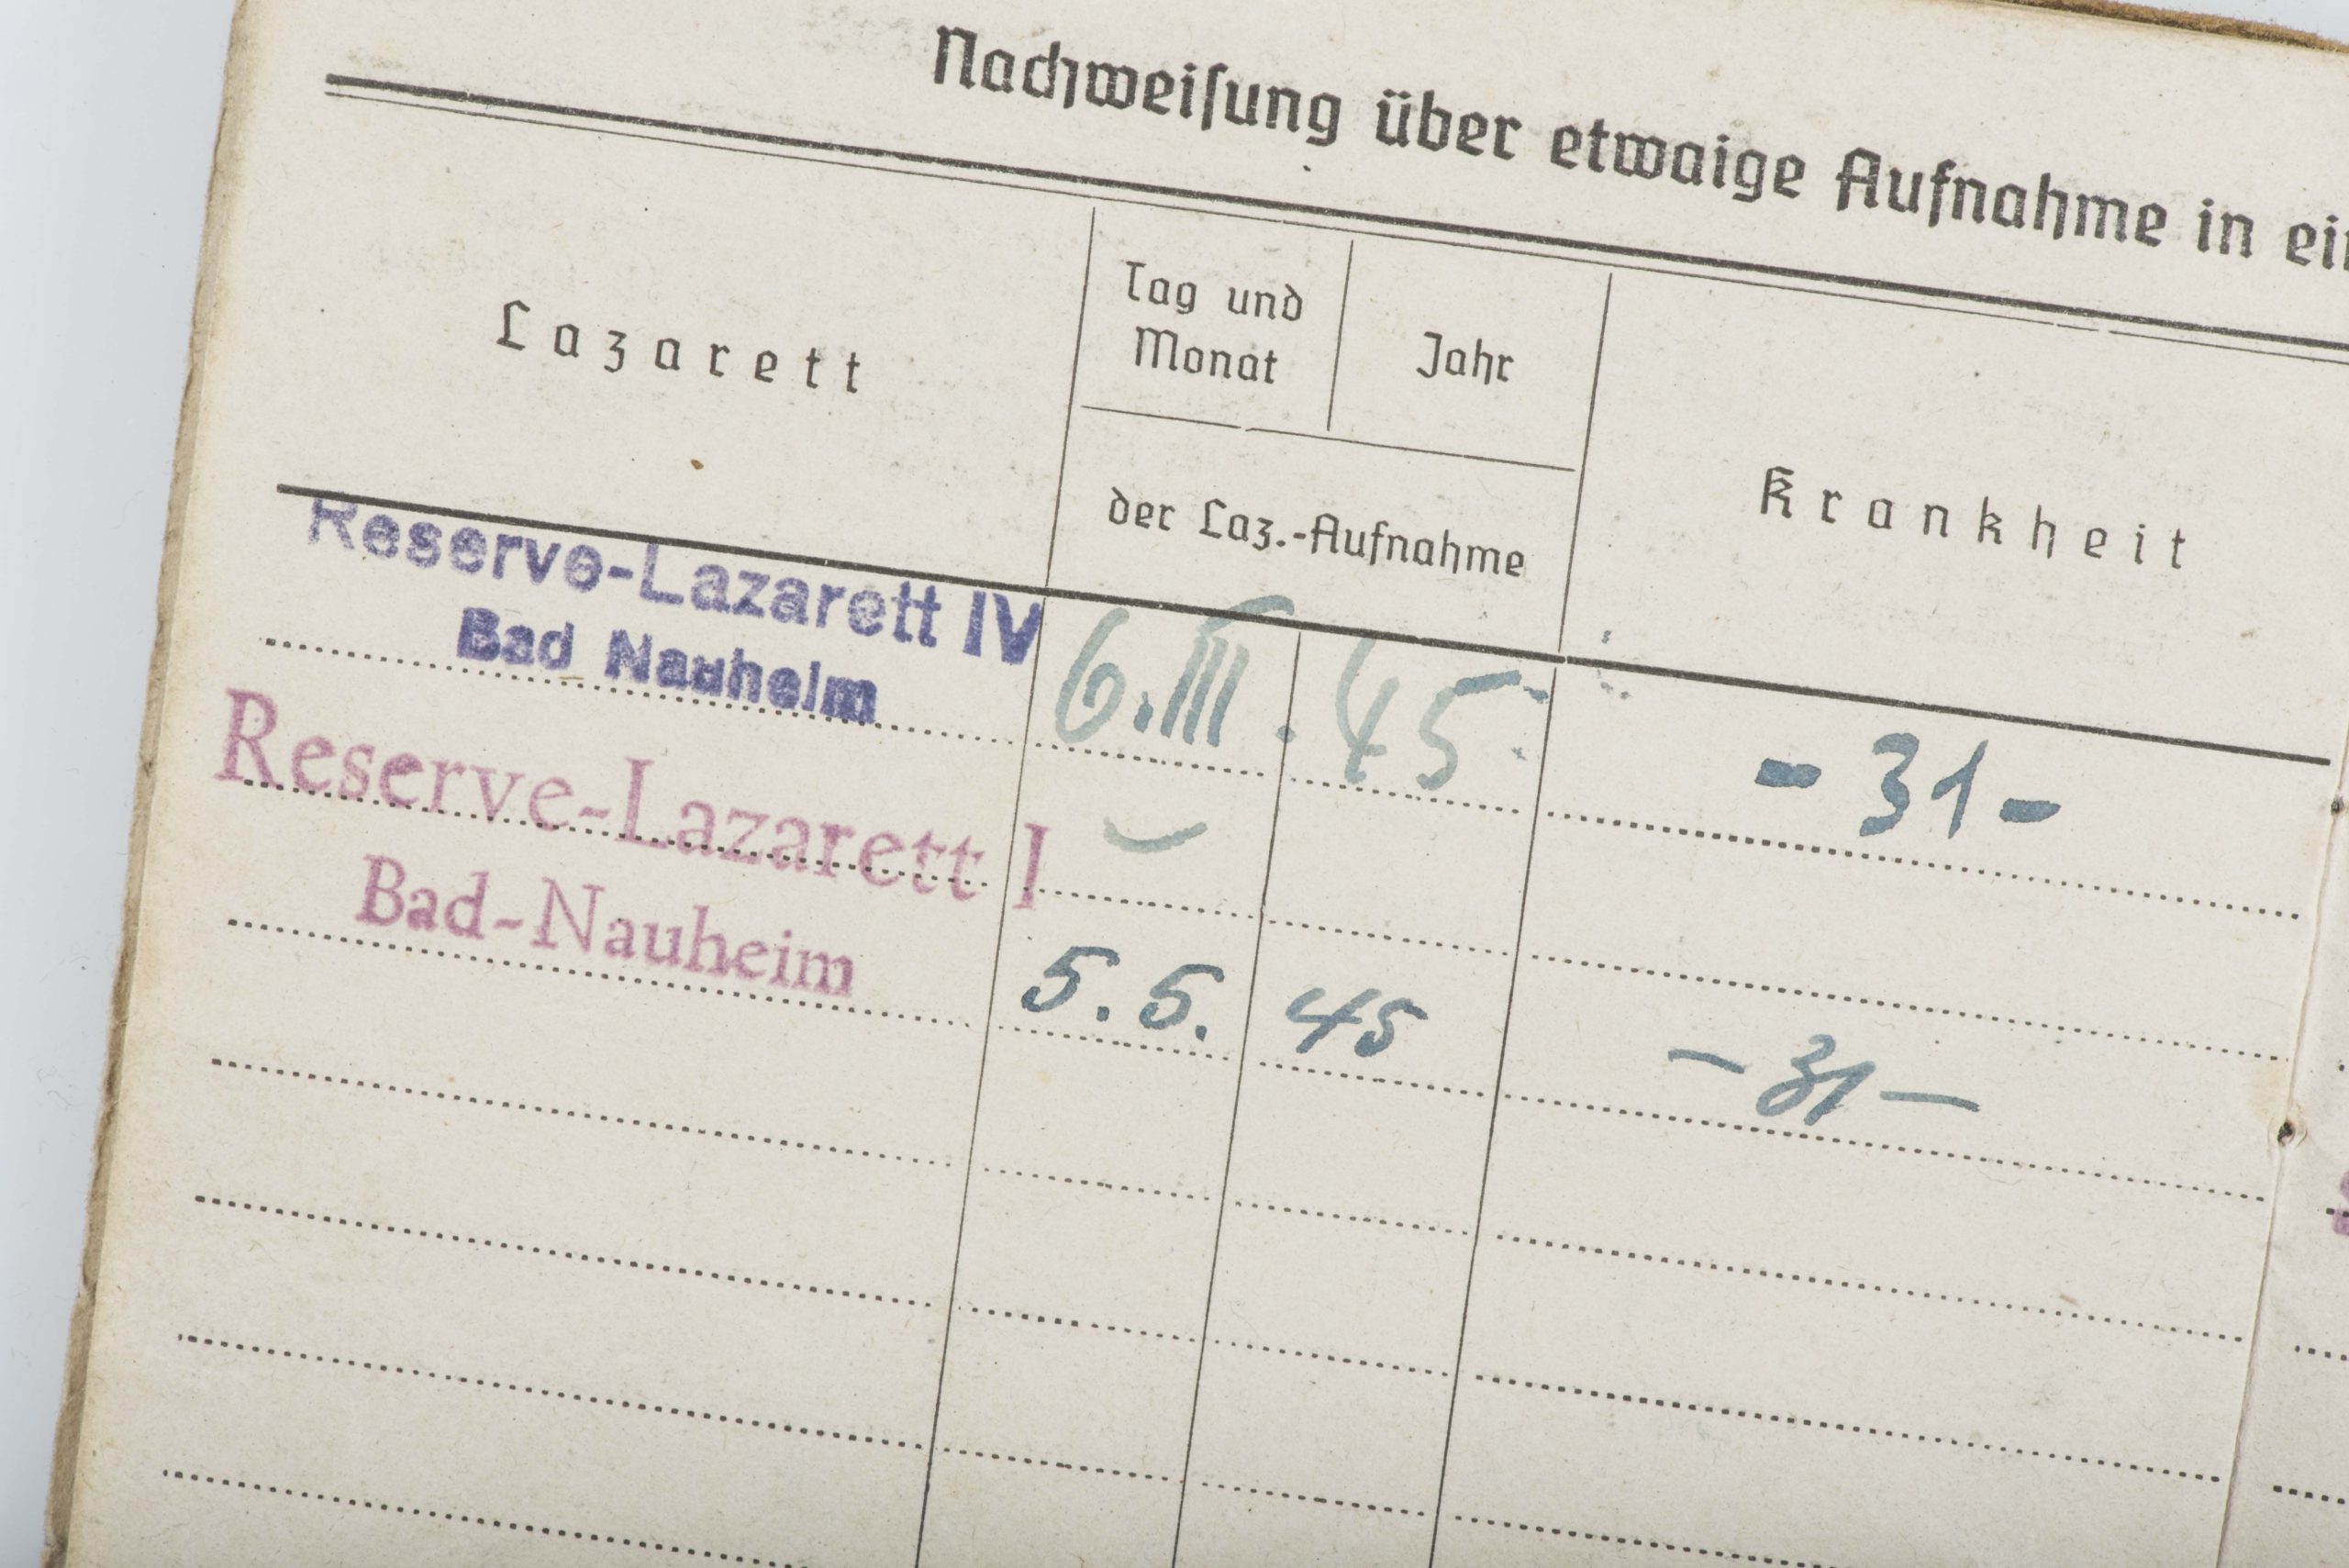 Nachweiſung über etwaige Aufnahme in ei
Lazarett
Tag und
Monat
Jahr
der Laz.-Aufnahme
Krankheit
Reserve-Lazarett IV
Bad Nauheim
6.III.45
-31-
Reserve-Lazarett I
Bad-Nauheim
5.5. 45
-31-